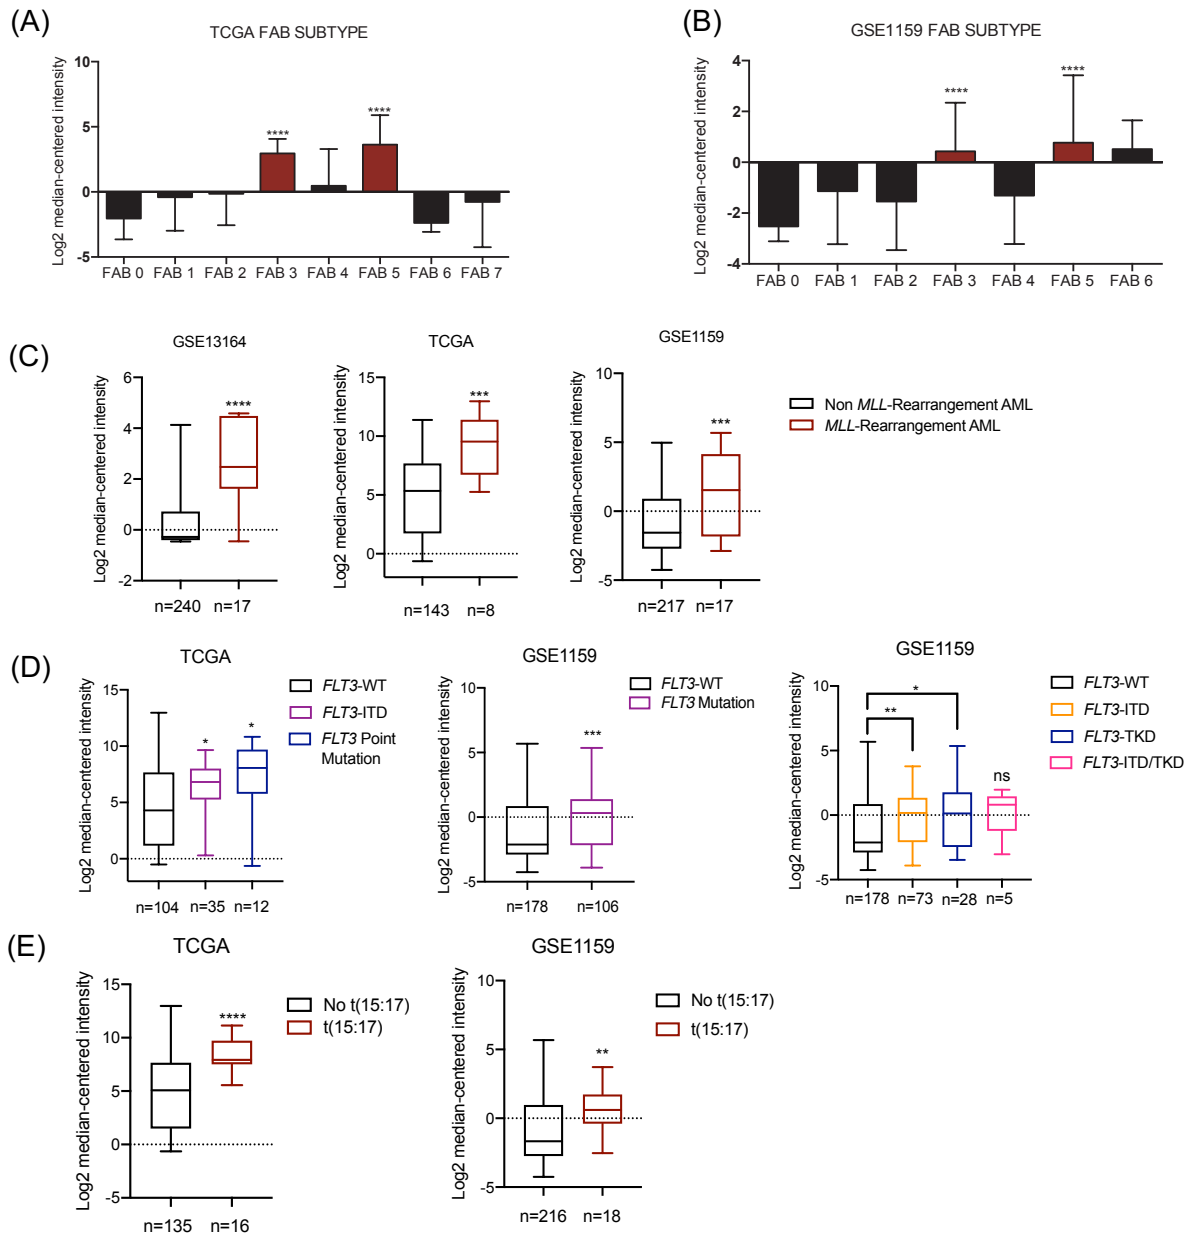 (A)
TCGA FAB SUBTYPE
Log2 median-centered intensity
10
5
0
-5
****
****
FAB 0 FAB 1 FAB 2 FAB 3 FAB 4 FAB 5 FAB 6 FAB 7
(B)
GSE1159 FAB SUBTYPE
Log2 median-centered intensity
4
2
0
-2
-4
****
****
FAB 0 FAB 1 FAB 2 FAB 3 FAB 4 FAB 5 FAB 6
(C)
GSE13164
Log2 median-centered intensity
6
4
2
0
-2
****
n=240 n=17
TCGA
Log2 median-centered intensity
15
10
5
0
***
n=143 n=8
GSE1159
Log2 median-centered intensity
10
5
0
-5
***
n=217 n=17
Non MLL-Rearrangement AML
MLL-Rearrangement AML
(D)
TCGA
Log2 median-centered intensity
15
10
5
0
*
*
n=104 n=35 n=12
FLT3-WT
FLT3-ITD
FLT3 Point
Mutation
GSE1159
Log2 median-centered intensity
10
5
0
-5
***
n=178 n=106
FLT3-WT
FLT3 Mutation
GSE1159
Log2 median-centered intensity
10
5
0
-5
*
**
ns
n=178 n=73 n=28 n=5
FLT3-WT
FLT3-ITD
FLT3-TKD
FLT3-ITD/TKD
(E)
TCGA
Log2 median-centered intensity
15
10
5
0
-5
****
n=135 n=16
No t(15:17)
t(15:17)
GSE1159
Log2 median-centered intensity
10
5
0
-5
**
n=216 n=18
No t(15:17)
t(15:17)